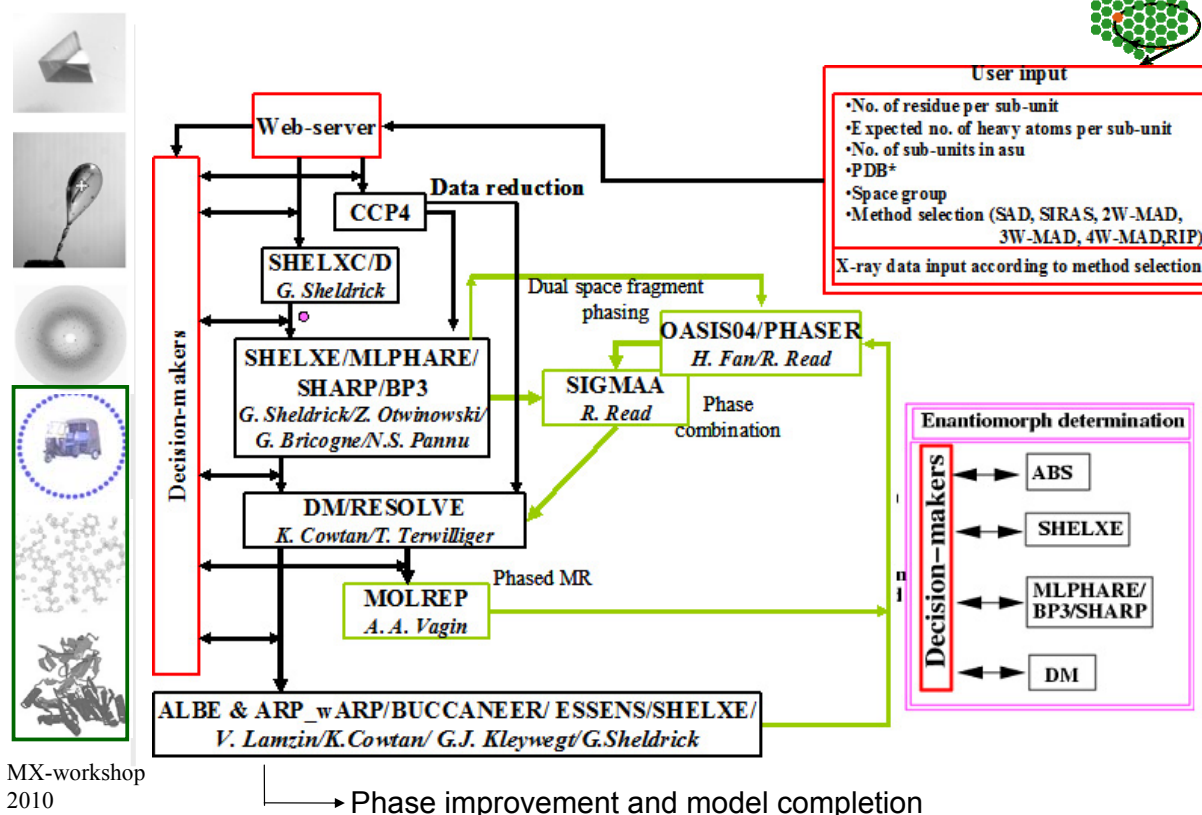 User input
•No. of residue per sub-unit
•Expected no. of heavy atoms per sub-unit
•No. of sub-units in asu
•PDB*
•Space group
•Method selection (SAD, SIRAS, 2W-MAD,
3W-MAD, 4W-MAD,RIP)
X-ray data input according to method selection
Web-server
Decision-makers
Data reduction
CCP4
SHELXC/D
G. Sheldrick
Dual space fragment
phasing
OASIS04/PHASER
H. Fan/R. Read
SHELXE/MLPHARE/
SHARP/BP3
G. Sheldrick/Z. Otwinowski/
G. Bricogne/N.S. Pannu
SIGMAA
R. Read
Phase
combination
DM/RESOLVE
K. Cowtan/T. Terwilliger
Phased MR
MOLREP
A. A. Vagin
ALBE & ARP_wARP/BUCCANEER/ ESSENS/SHELXE/
V. Lamzin/K.Cowtan/ G.J. Kleywegt/G.Sheldrick
Enantiomorph determination
Decision-makers
ABS
SHELXE
MLPHARE/
BP3/SHARP
DM
MX-workshop
2010
Phase improvement and model completion